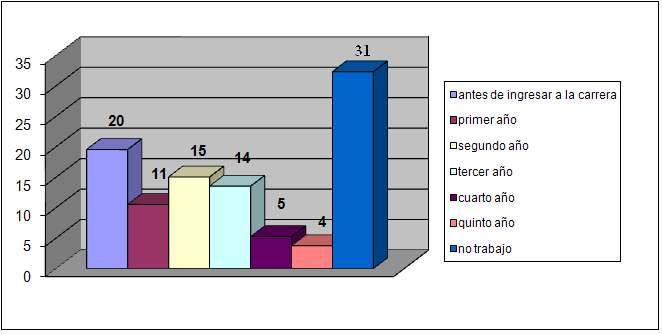 35
30
25
20
15
10
5
0
20
11
15
14
5
4
31
antes de ingresar a la carrera
primer año
segundo año
tercer año
cuarto año
quinto año
no trabajo